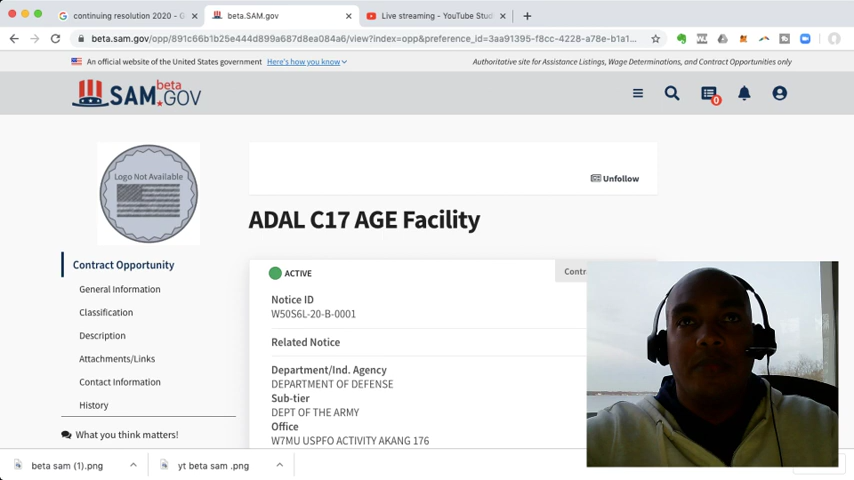 continuing resolution 2020 - G
beta.SAM.gov
Live streaming - YouTube Stud
beta.sam.gov/opp/891c66b1b25e444d899a687d8ea084a6/view?index=opp&preference_id=3aa91395-f8cc-4228-a78e-b1a1...
An official website of the United States government Here's how you know
Authoritative site for Assistance Listings, Wage Determinations, and Contract Opportunities only
SAM.GOV beta
0
Logo Not Available
Unfollow
ADAL C17 AGE Facility
Contract Opportunity
General Information
Classification
Description
Attachments/Links
Contact Information
History
What you think matters!
ACTIVE
Contr
Notice ID
W50S6L-20-B-0001
Related Notice
Department/Ind. Agency
DEPARTMENT OF DEFENSE
Sub-tier
DEPT OF THE ARMY
Office
W7MU USPFO ACTIVITY AKANG 176
beta sam (1).png
yt beta sam .png